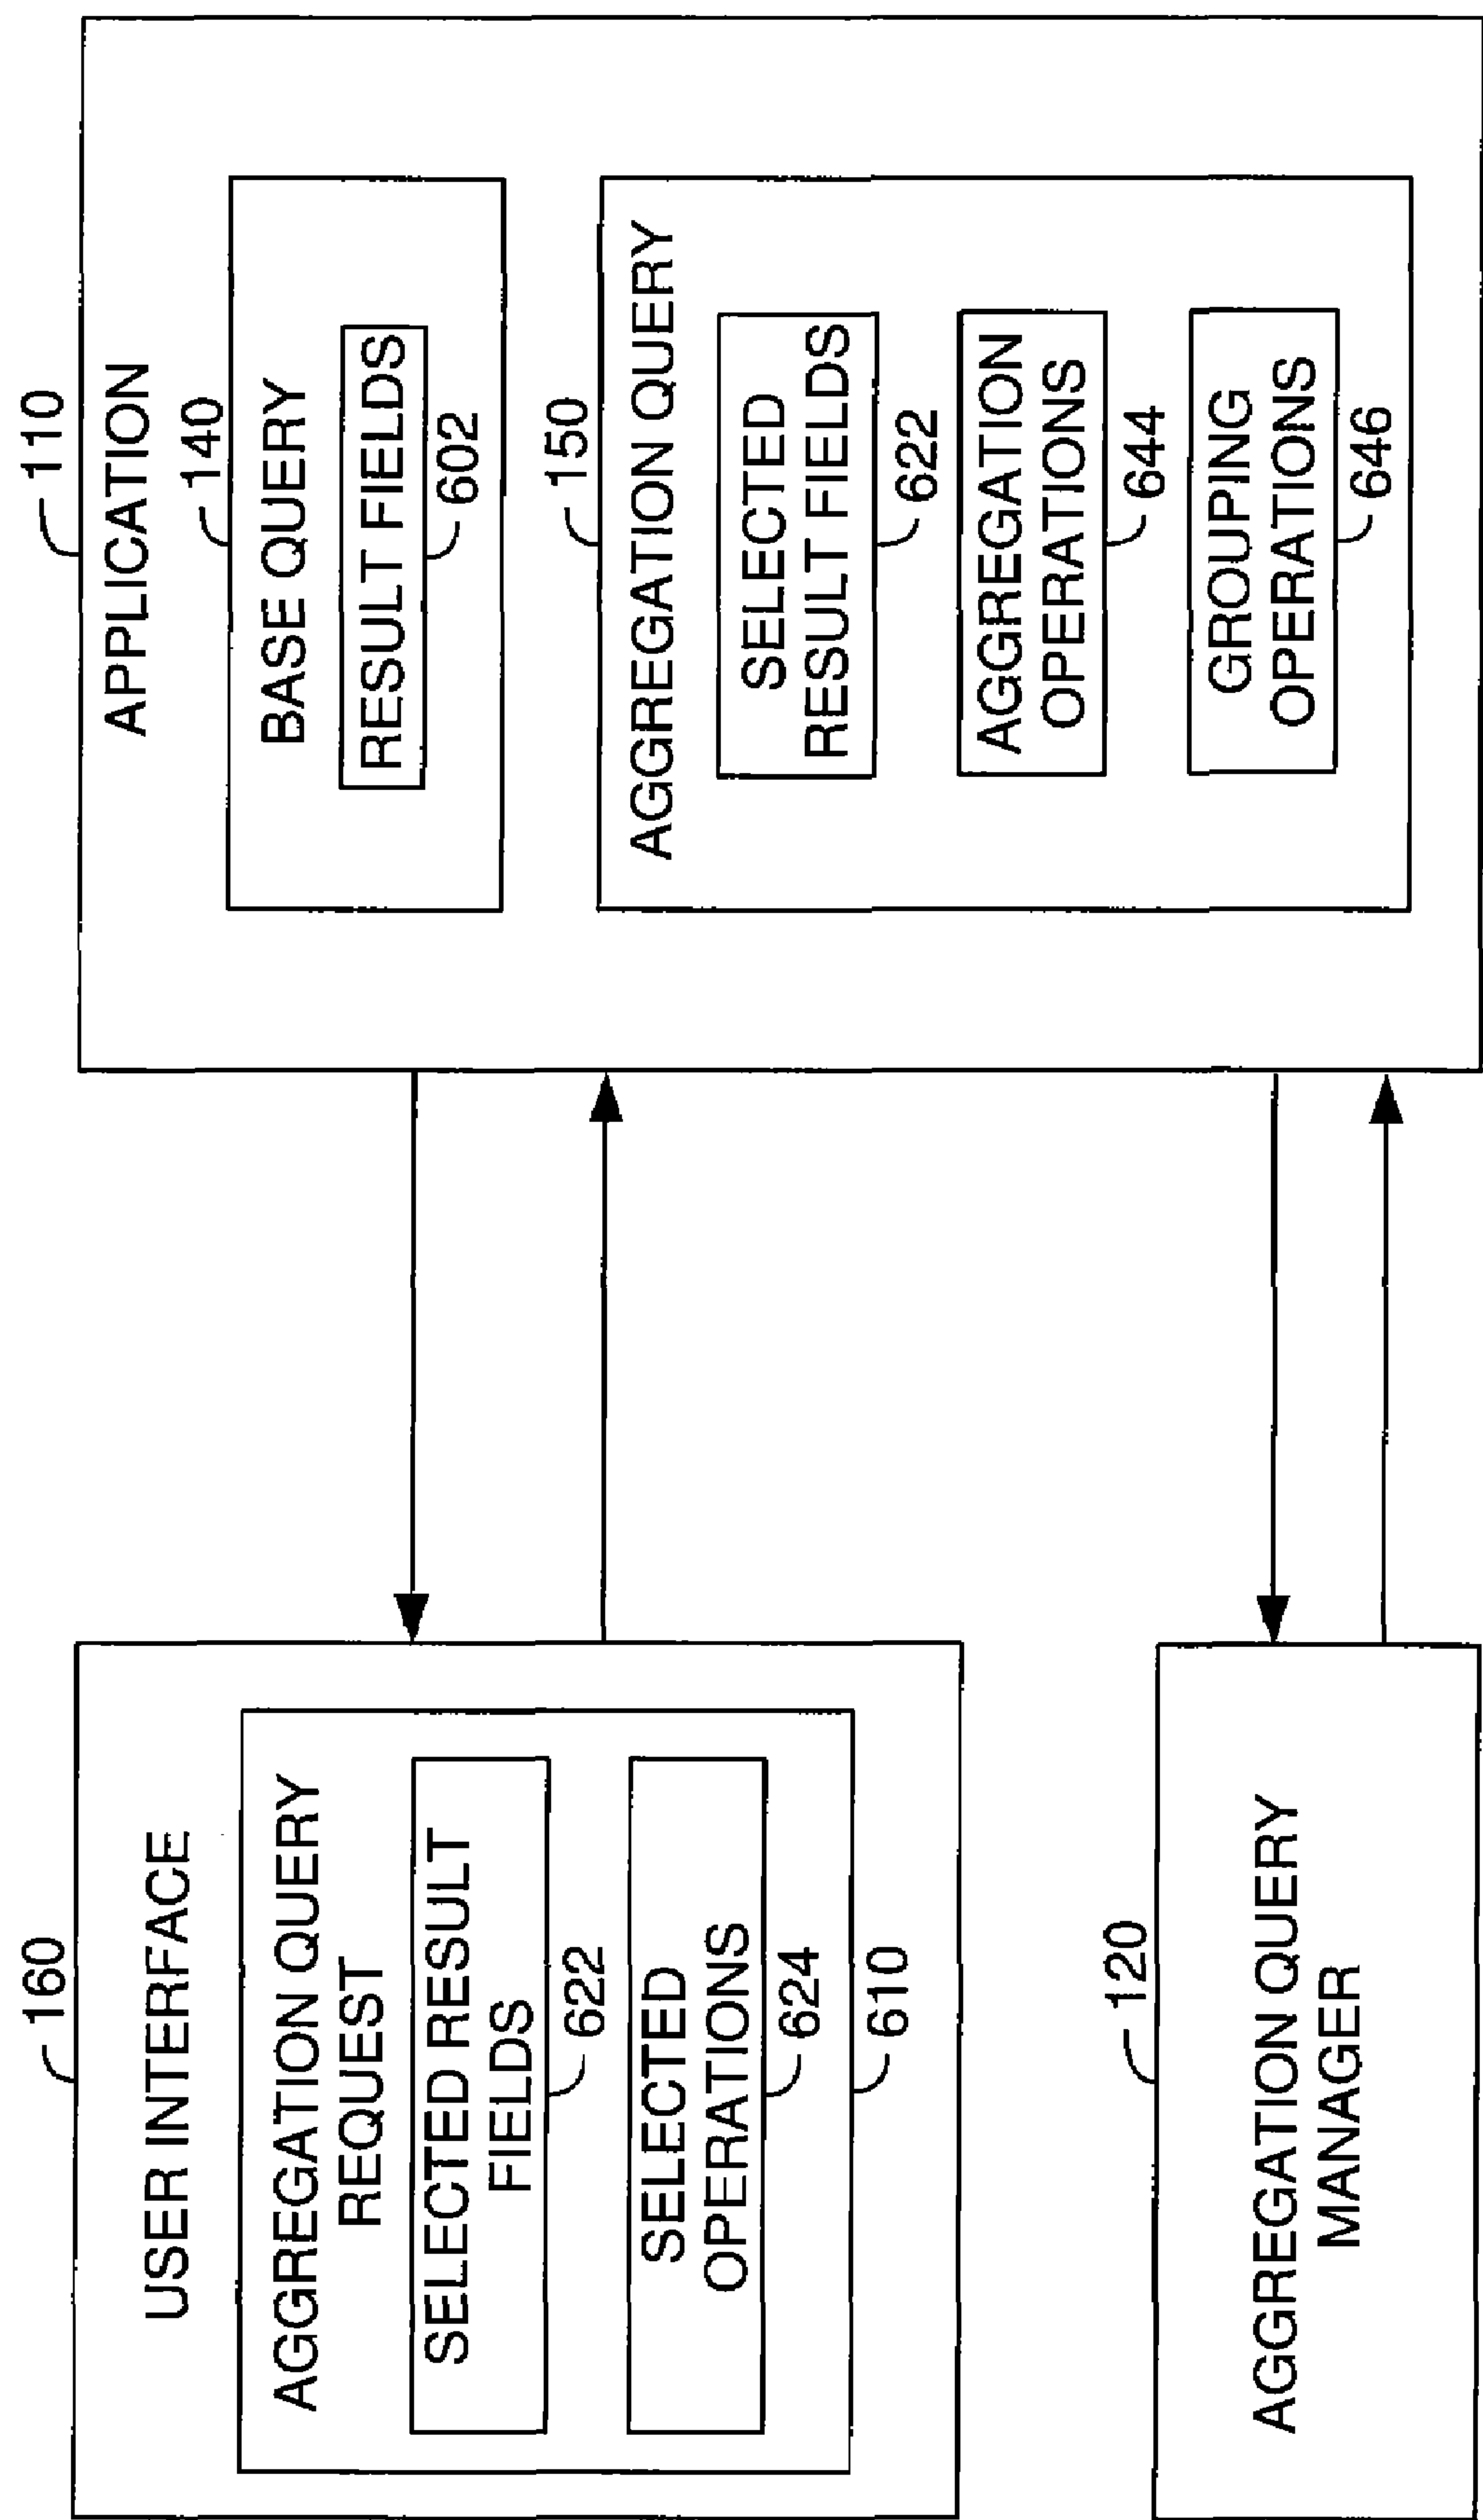 160
USER INTERFACE
AGGREGATION QUERY
REQUEST
SELECTED RESULT
FIELDS
622
SELECTED
OPERATIONS
624
610
120
AGGREGATION QUERY
MANAGER
110
APPLICATION
140
BASE QUERY
RESULT FIELDS
602
150
AGGREGATION QUERY
SELECTED
RESULT FIELDS
622
AGGREGATION
OPERATIONS
644
GROUPING
OPERATIONS
646